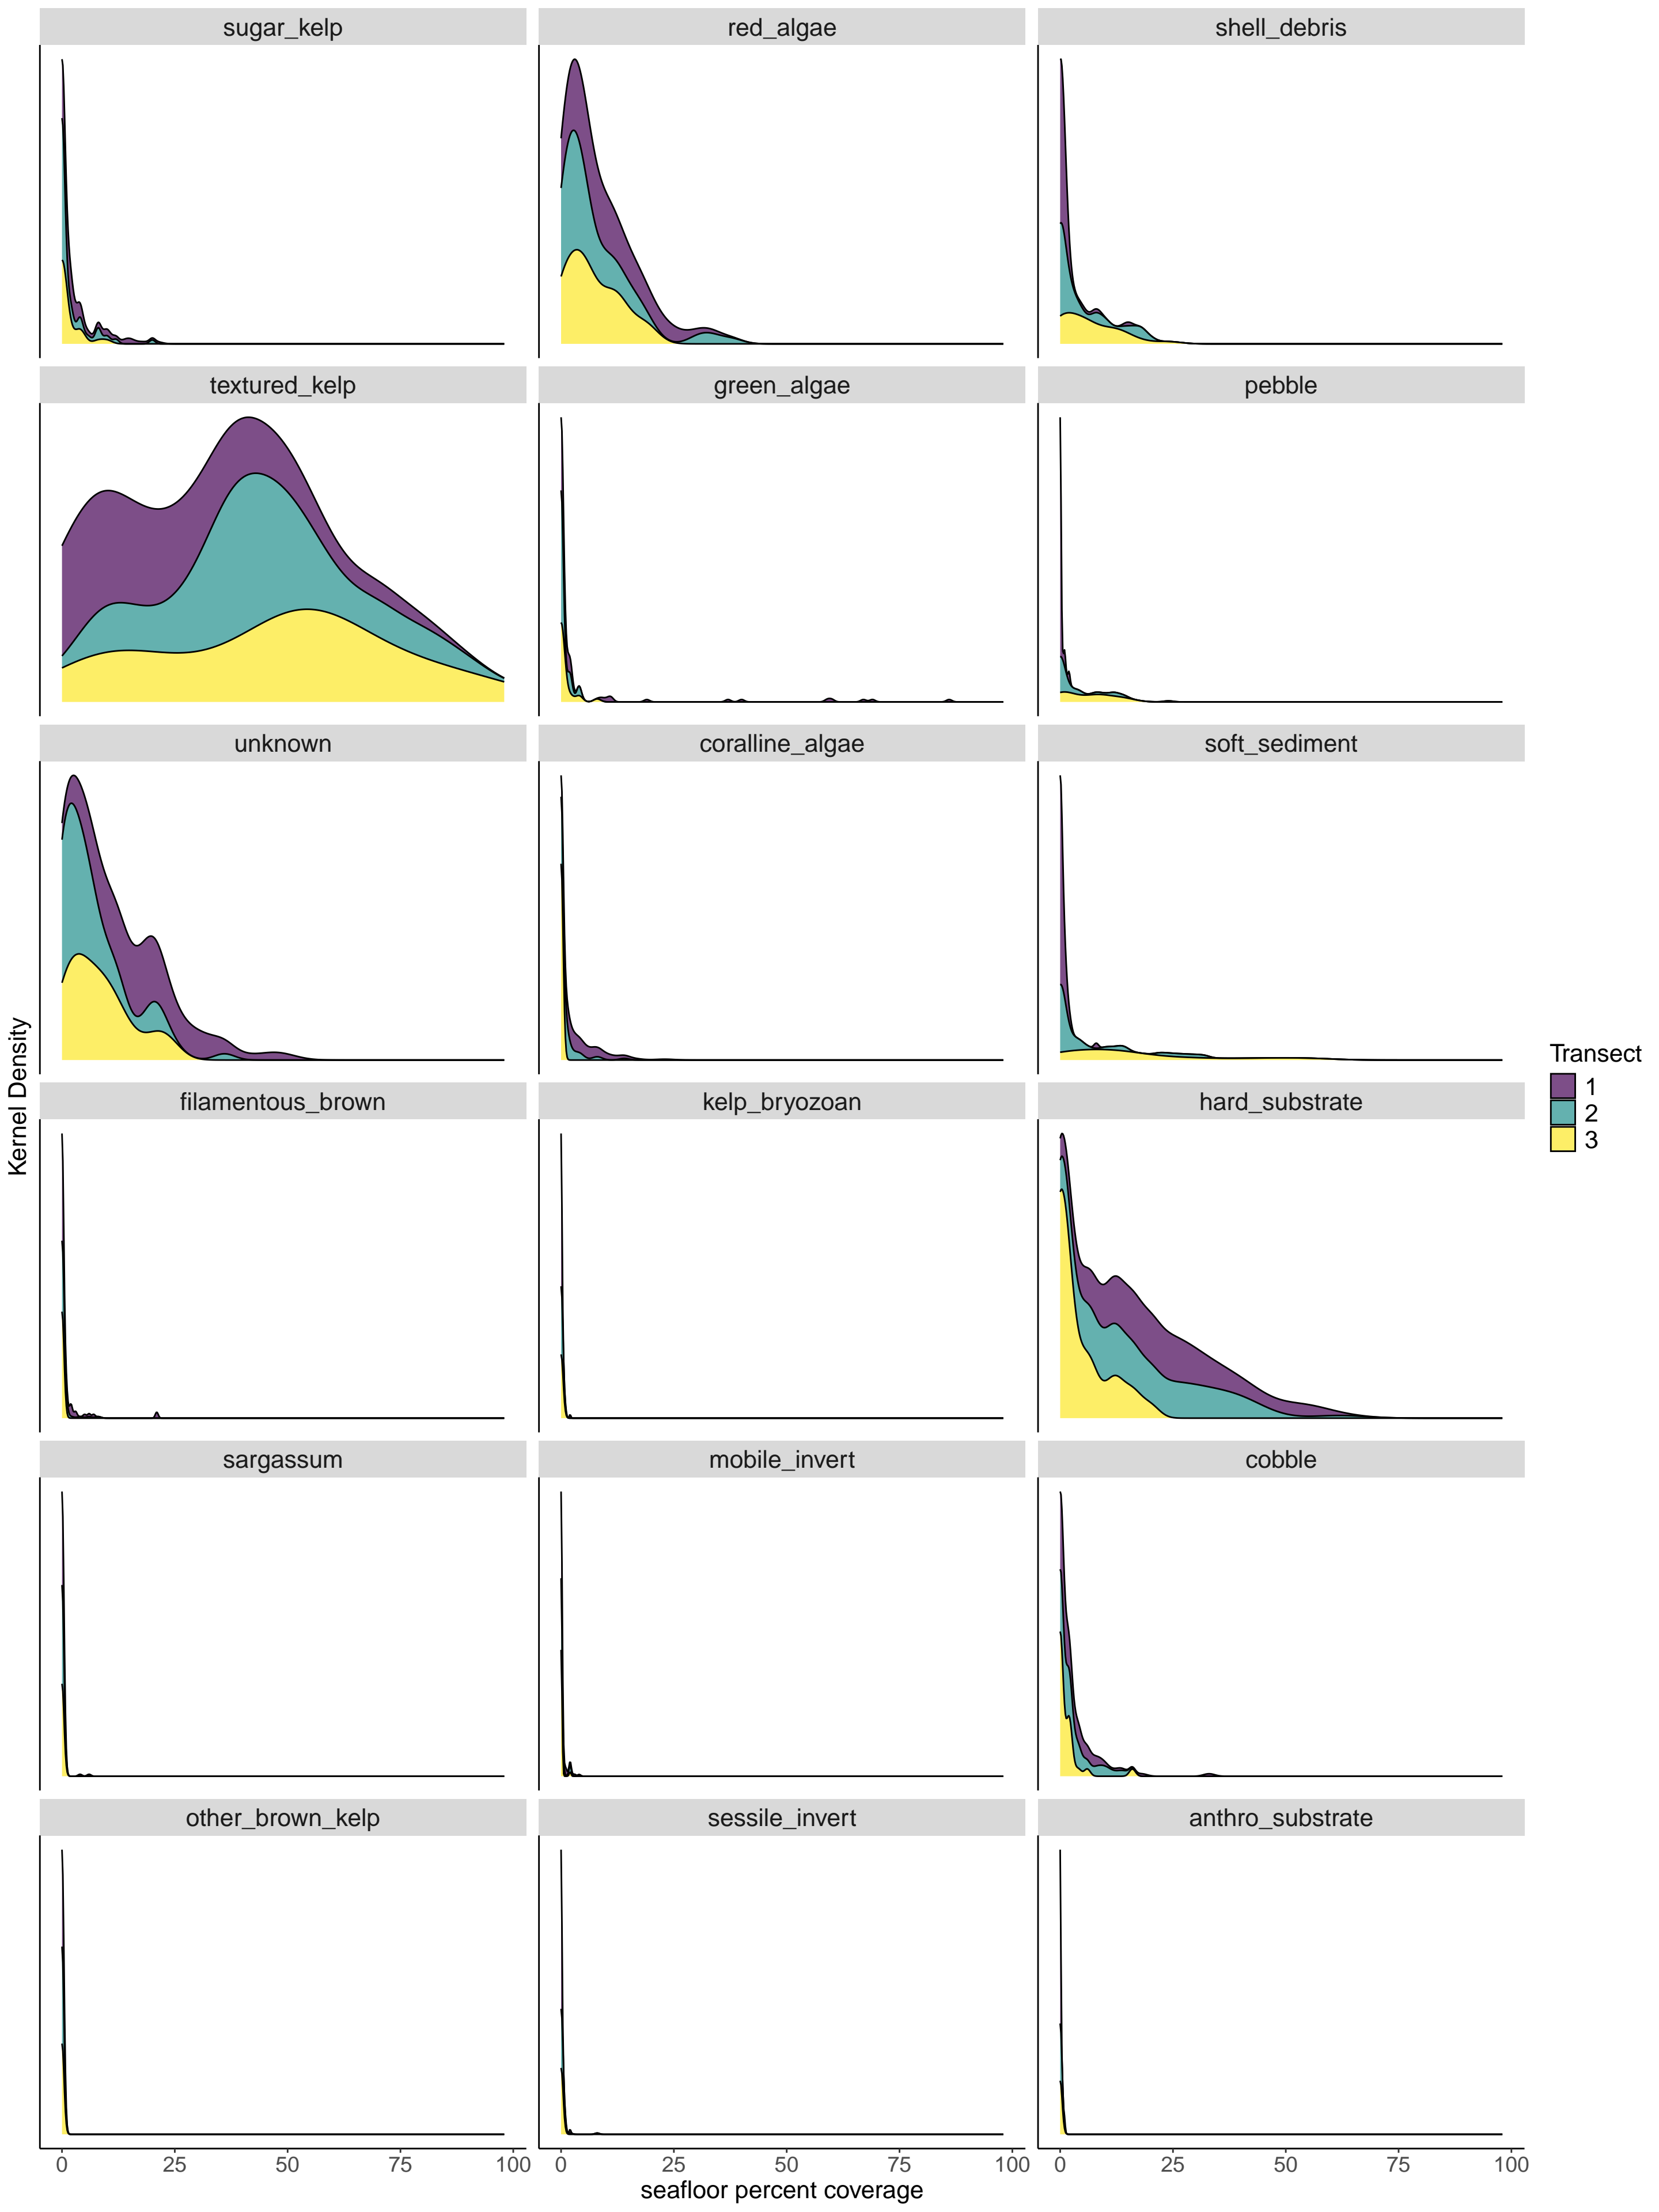 sugar_kelp
red_algae
shell_debris
textured_kelp
green_algae
pebble
unknown
coralline_algae
soft_sediment
filamentous_brown
kelp_bryozoan
hard_substrate
sargassum
mobile_invert
cobble
other_brown_kelp
sessile_invert
anthro_substrate
Kernel Density
0 25 50 75 100
0 25 50 75 100
0 25 50 75 100
seafloor percent coverage
Transect
1
2
3